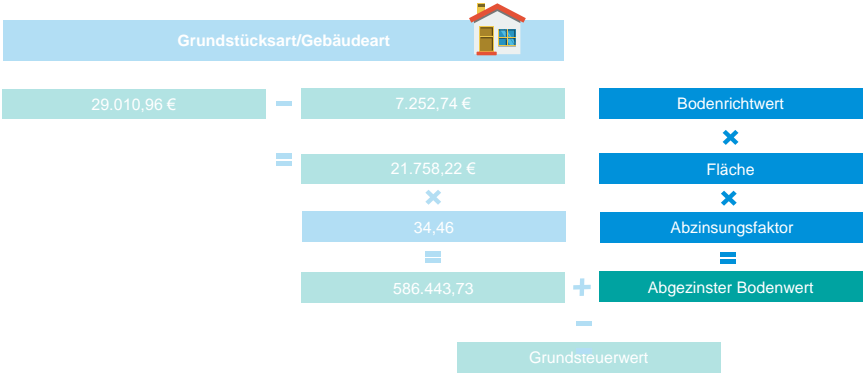 Grundstücksart/Gebäudeart
29.010,96 € − 7.252,74 € Bodenrichtwert
×
= 21.758,22 € Fläche
× ×
34,46 Abzinsungsfaktor
= =
586.443,73 + Abgezinster Bodenwert
−
Grundsteuerwert